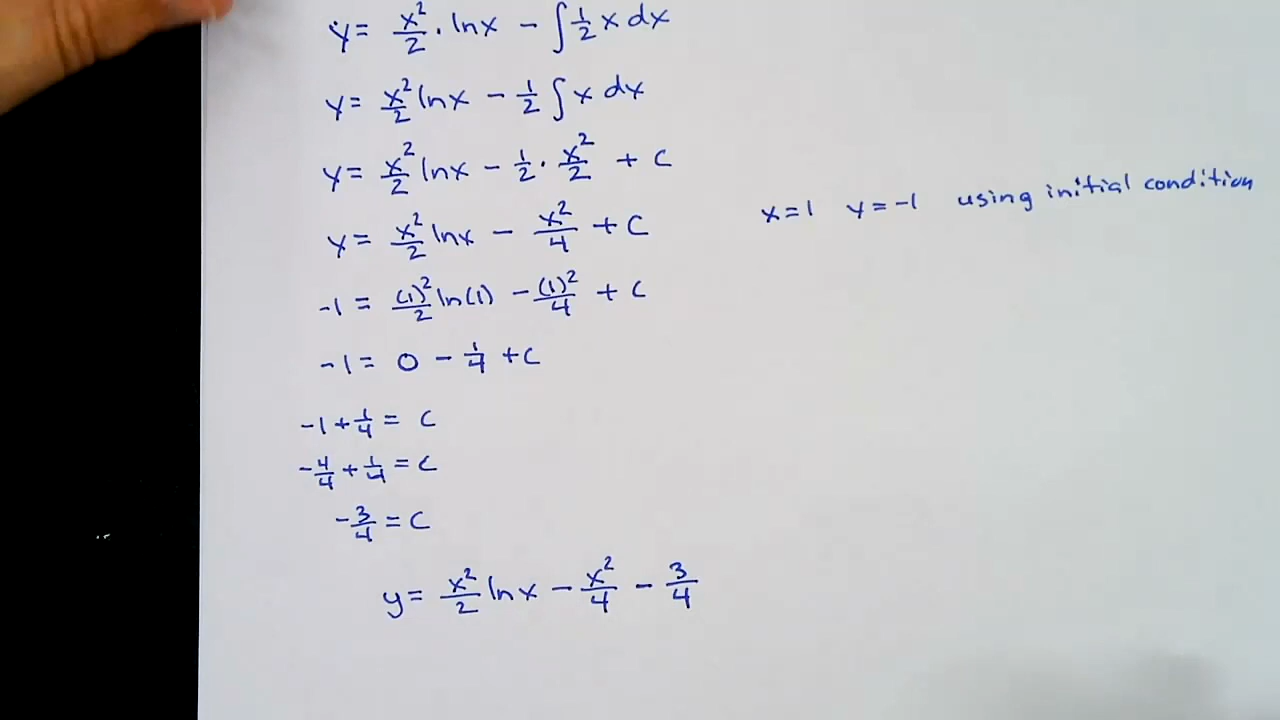 y = x²/2 · ln x − ∫ 1/2 x dx
y = x²/2 ln x − 1/2 ∫ x dx
y = x²/2 ln x − 1/2 · x²/2 + C
x = 1 y = −1 using initial condition
y = x²/2 ln x − x²/4 + C
−1 = (1)²/2 ln(1) − (1)²/4 + C
−1 = 0 − 1/4 + C
−1 + 1/4 = C
−4/4 + 1/4 = C
−3/4 = C
y = x²/2 ln x − x²/4 − 3/4